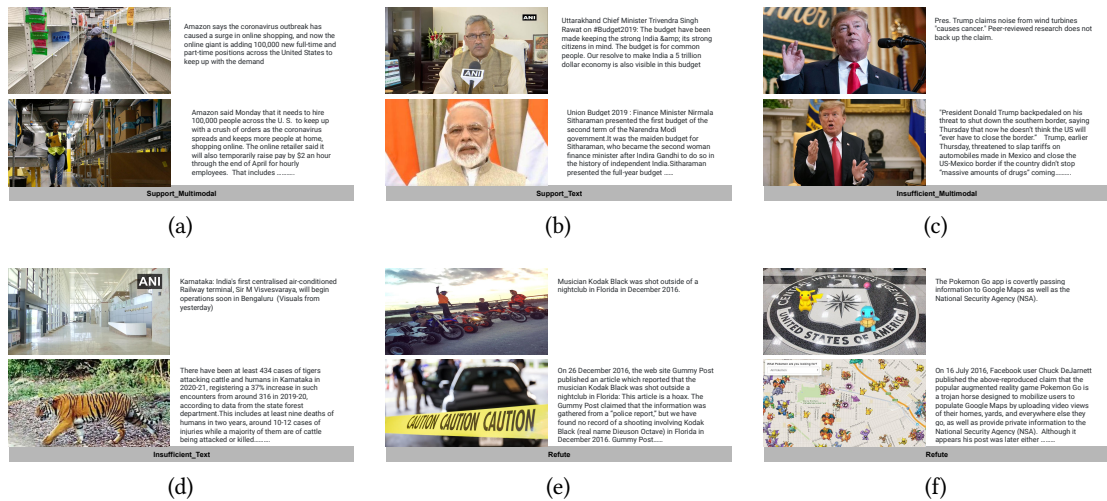 Amazon says the coronavirus outbreak has
caused a surge in online shopping, and now the
online giant is adding 100,000 new full-time and
part-time positions across the United States to
keep up with the demand
Amazon said Monday that it needs to hire
100,000 people across the U. S. to keep up
with a crush of orders as the coronavirus
spreads and keeps more people at home,
shopping online. The online retailer said it
will also temporarily raise pay by $2 an hour
through the end of April for hourly
employees. That includes ..........
Support_Multimodal
(a)
ANI
ANI
Uttarakhand Chief Minister Trivendra Singh
Rawat on #Budget2019: The budget have been
made keeping the strong India &amp; its strong
citizens in mind. The budget is for common
people. Our resolve to make India a 5 trillion
dollar economy is also visible in this budget
Union Budget 2019 : Finance Minister Nirmala
Sitharaman presented the first budget of the
second term of the Narendra Modi
government.It was the maiden budget for
Sitharaman, who became the second woman
finance minister after Indira Gandhi to do so in
the history of independent India.Sitharaman
presented the full-year budget .....
Support_Text
(b)
Pres. Trump claims noise from wind turbines
"causes cancer." Peer-reviewed research does not
back up the claim.
"President Donald Trump backpedaled on his
threat to shut down the southern border, saying
Thursday that now he doesn't think the US will
"ever have to close the border." Trump, earlier
Thursday, threatened to slap tariffs on
automobiles made in Mexico and close the
US-Mexico border if the country didn't stop
"massive amounts of drugs" coming.........
Insufficient_Multimodal
(c)
ANI
Karnataka: India's first centralised air-conditioned
Railway terminal, Sir M Visvesvaraya, will begin
operations soon in Bengaluru (Visuals from
yesterday)
There have been at least 434 cases of tigers
attacking cattle and humans in Karnataka in
2020-21, registering a 37% increase in such
encounters from around 316 in 2019-20,
according to data from the state forest
department.This includes at least nine deaths of
humans in two years, around 10-12 cases of
injuries while a majority of them are of cattle
being attacked or killed.........
Insufficient_Text
(d)
Musician Kodak Black was shot outside of a
nightclub in Florida in December 2016.
CAUTION CAUTION CAUTION
On 26 December 2016, the web site Gummy Post
published an article which reported that the
musician Kodak Black was shot outside a
nightclub in Florida: This article is a hoax. The
Gummy Post claimed that the information was
gathered from a "police report," but we have
found no record of a shooting involving Kodak
Black (real name Dieuson Octave) in Florida in
December 2016. Gummy Post.....
Refute
(e)
UNITED STATES OF AMERICA
The Pokemon Go app is covertly passing
information to Google Maps as well as the
National Security Agency (NSA).
On 16 July 2016, Facebook user Chuck DeJarnett
published the above-reproduced claim that the
popular augmented reality game Pokemon Go is
a trojan horse designed to mobilize users to
populate Google Maps by uploading video views
of their homes, yards, and everywhere else they
go, as well as provide private information to the
National Security Agency (NSA). Although it
appears his post was later either ........
Refute
(f)